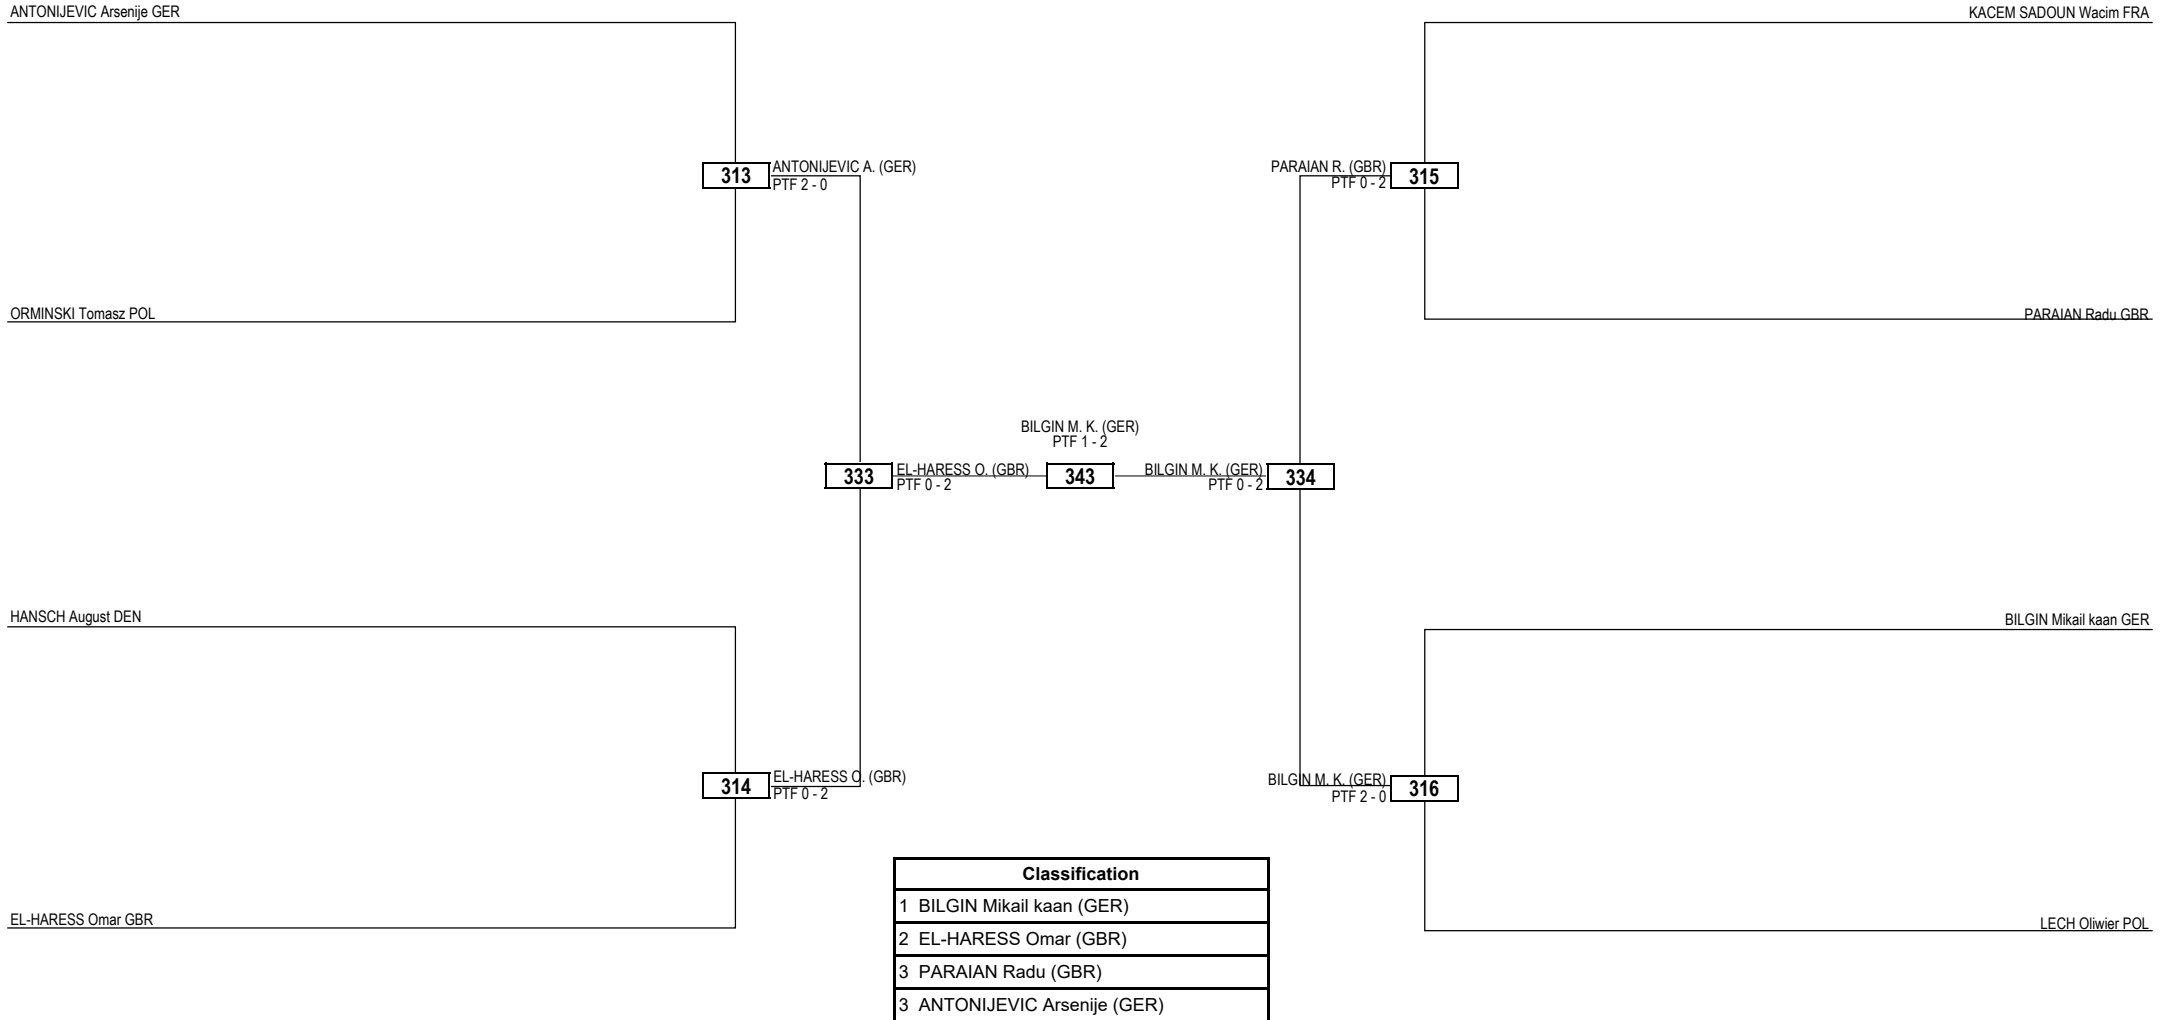 ANTONIJEVIC Arsenije GER
KACEM SADOUN Wacim FRA
313
ANTONIJEVIC A. (GER)
PTF 2 - 0
PARAIAN R. (GBR)
PTF 0 - 2
315
ORMINSKI Tomasz POL
PARAIAN Radu GBR
BILGIN M. K. (GER)
PTF 1 - 2
333
EL-HARESS O. (GBR)
PTF 0 - 2
343
BILGIN M. K. (GER)
PTF 0 - 2
334
HANSCH August DEN
BILGIN Mikail kaan GER
314
EL-HARESS O. (GBR)
PTF 0 - 2
BILGIN M. K. (GER)
PTF 2 - 0
316
EL-HARESS Omar GBR
LECH Oliwier POL
Classification
1 BILGIN Mikail kaan (GER)
2 EL-HARESS Omar (GBR)
3 PARAIAN Radu (GBR)
3 ANTONIJEVIC Arsenije (GER)